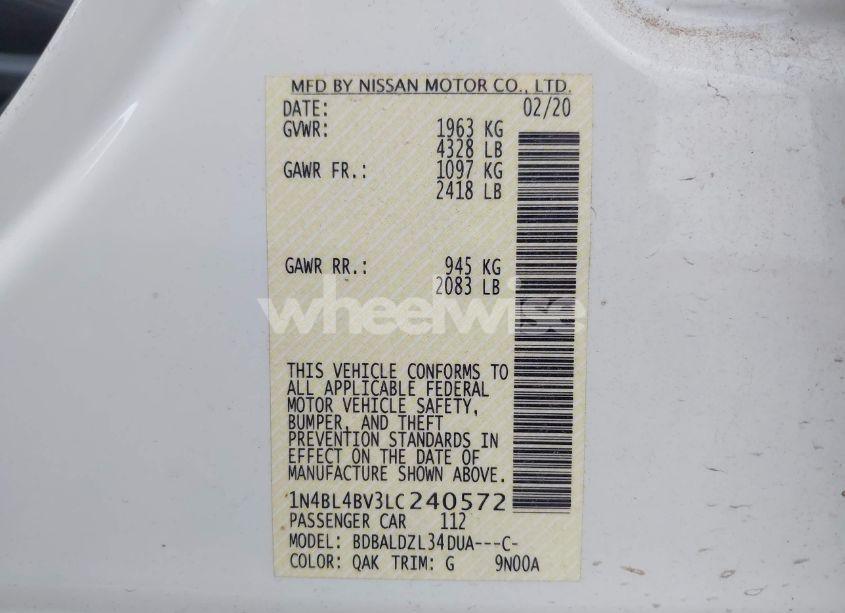 MFD BY NISSAN MOTOR CO., LTD.
DATE: 02/20
GVWR: 1963 KG
4328 LB
GAWR FR.: 1097 KG
2418 LB
GAWR RR.: 945 KG
2083 LB
wheelwise
THIS VEHICLE CONFORMS TO
ALL APPLICABLE FEDERAL
MOTOR VEHICLE SAFETY,
BUMPER, AND THEFT
PREVENTION STANDARDS IN
EFFECT ON THE DATE OF
MANUFACTURE SHOWN ABOVE.
1N4BL4BV3LC240572
PASSENGER CAR 112
MODEL: BDBALDZL34DUA---C-
COLOR: QAK TRIM: G 9N00A